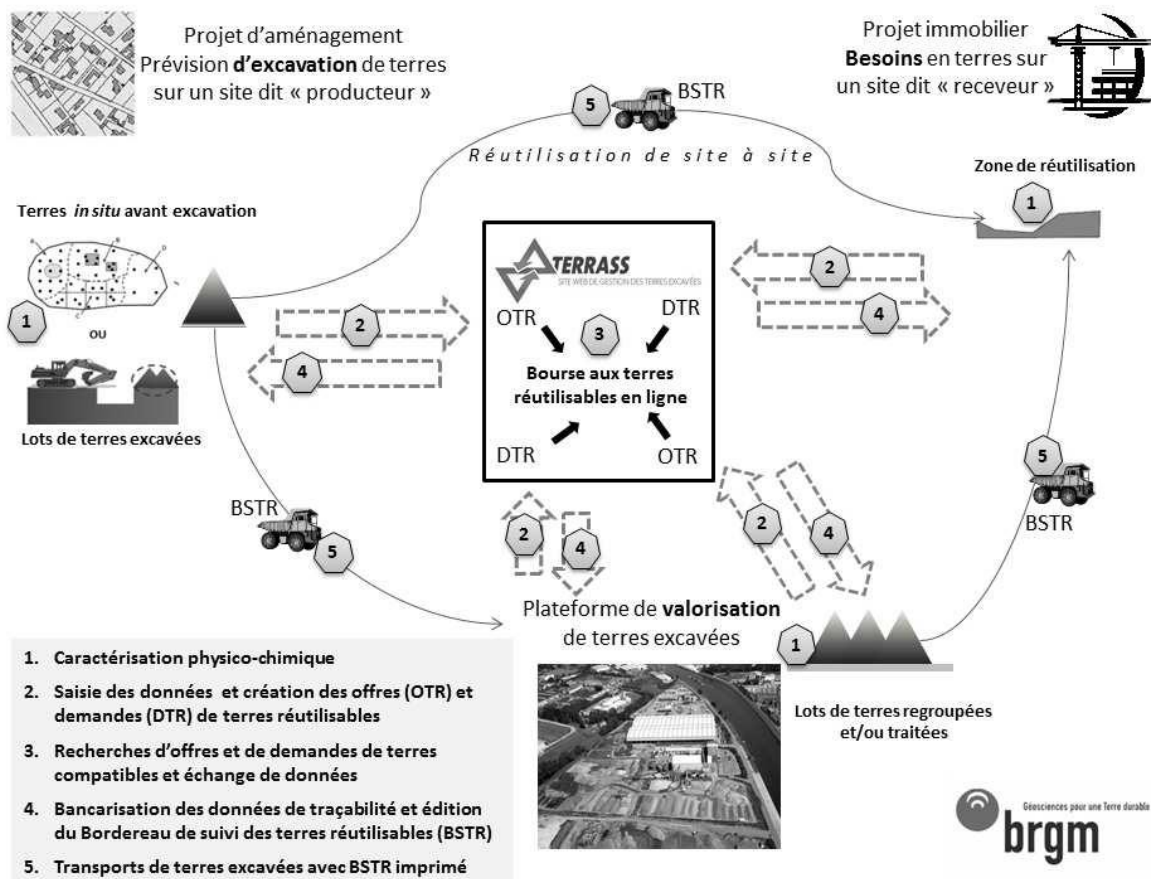 Projet d'aménagement
Prévision d'excavation de terres
sur un site dit « producteur »
Projet immobilier
Besoins en terres sur
un site dit « receveur »
5
BSTR
Réutilisation de site à site
Zone de réutilisation
1
Terres in situ avant excavation
A
B
D
C
1
OU
Lots de terres excavées
2
4
TERRASS
SITE WEB DE GESTION DES TERRES EXCAVÉES
OTR
3
DTR
Bourse aux terres
réutilisables en ligne
DTR
OTR
2
4
BSTR
5
2
4
2
4
5
BSTR
Plateforme de valorisation
de terres excavées
1
Lots de terres regroupées
et/ou traitées
1. Caractérisation physico-chimique
2. Saisie des données et création des offres (OTR) et
demandes (DTR) de terres réutilisables
3. Recherches d'offres et de demandes de terres
compatibles et échange de données
4. Bancarisation des données de traçabilité et édition
du Bordereau de suivi des terres réutilisables (BSTR)
5. Transports de terres excavées avec BSTR imprimé
Géosciences pour une Terre durable
brgm